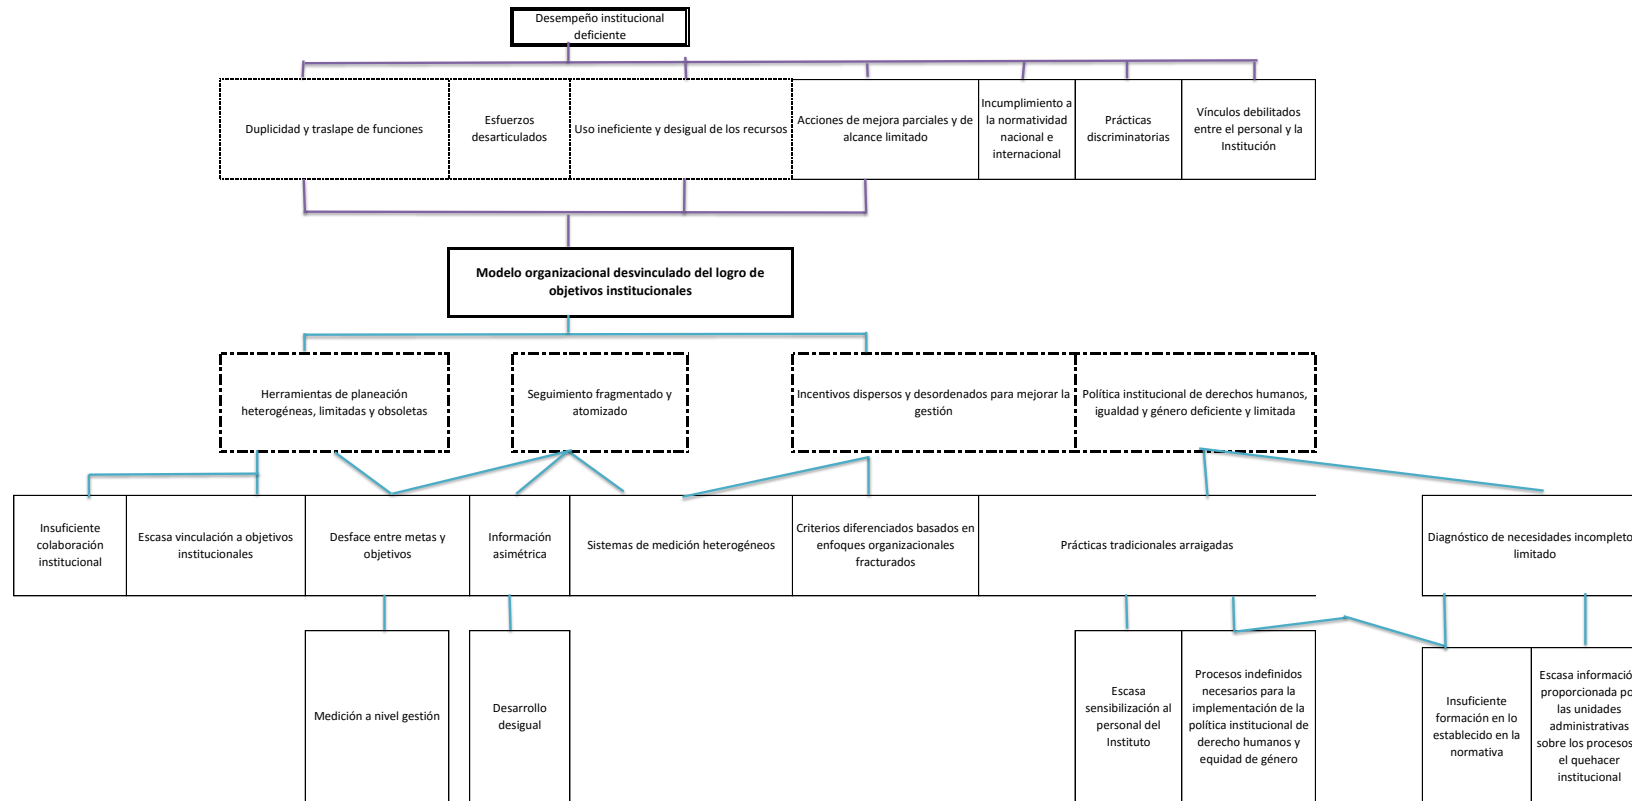 Desempeño institucional
deficiente
Duplicidad y traslape de funciones
Esfuerzos
desarticulados
Uso ineficiente y desigual de los recursos
Acciones de mejora parciales y de
alcance limitado
Incumplimiento a
la normatividad
nacional e
internacional
Prácticas
discriminatorias
Vínculos debilitados
entre el personal y la
Institución
Modelo organizacional desvinculado del logro de
objetivos institucionales
Herramientas de planeación
heterogéneas, limitadas y obsoletas
Seguimiento fragmentado y
atomizado
Incentivos dispersos y desordenados para mejorar la
gestión
Política institucional de derechos humanos,
igualdad y género deficiente y limitada
Insuficiente
colaboración
institucional
Escasa vinculación a objetivos
institucionales
Desface entre metas y
objetivos
Información
asimétrica
Sistemas de medición heterogéneos
Criterios diferenciados basados en
enfoques organizacionales
fracturados
Prácticas tradicionales arraigadas
Diagnóstico de necesidades incompleto
limitado
Medición a nivel gestión
Desarrollo
desigual
Escasa
sensibilización al
personal del
Instituto
Procesos indefinidos
necesarios para la
implementación de la
política institucional de
derecho humanos y
equidad de género
Insuficiente
formación en lo
establecido en la
normativa
Escasa informació
proporcionada po
las unidades
administrativas
sobre los procesos
el quehacer
institucional